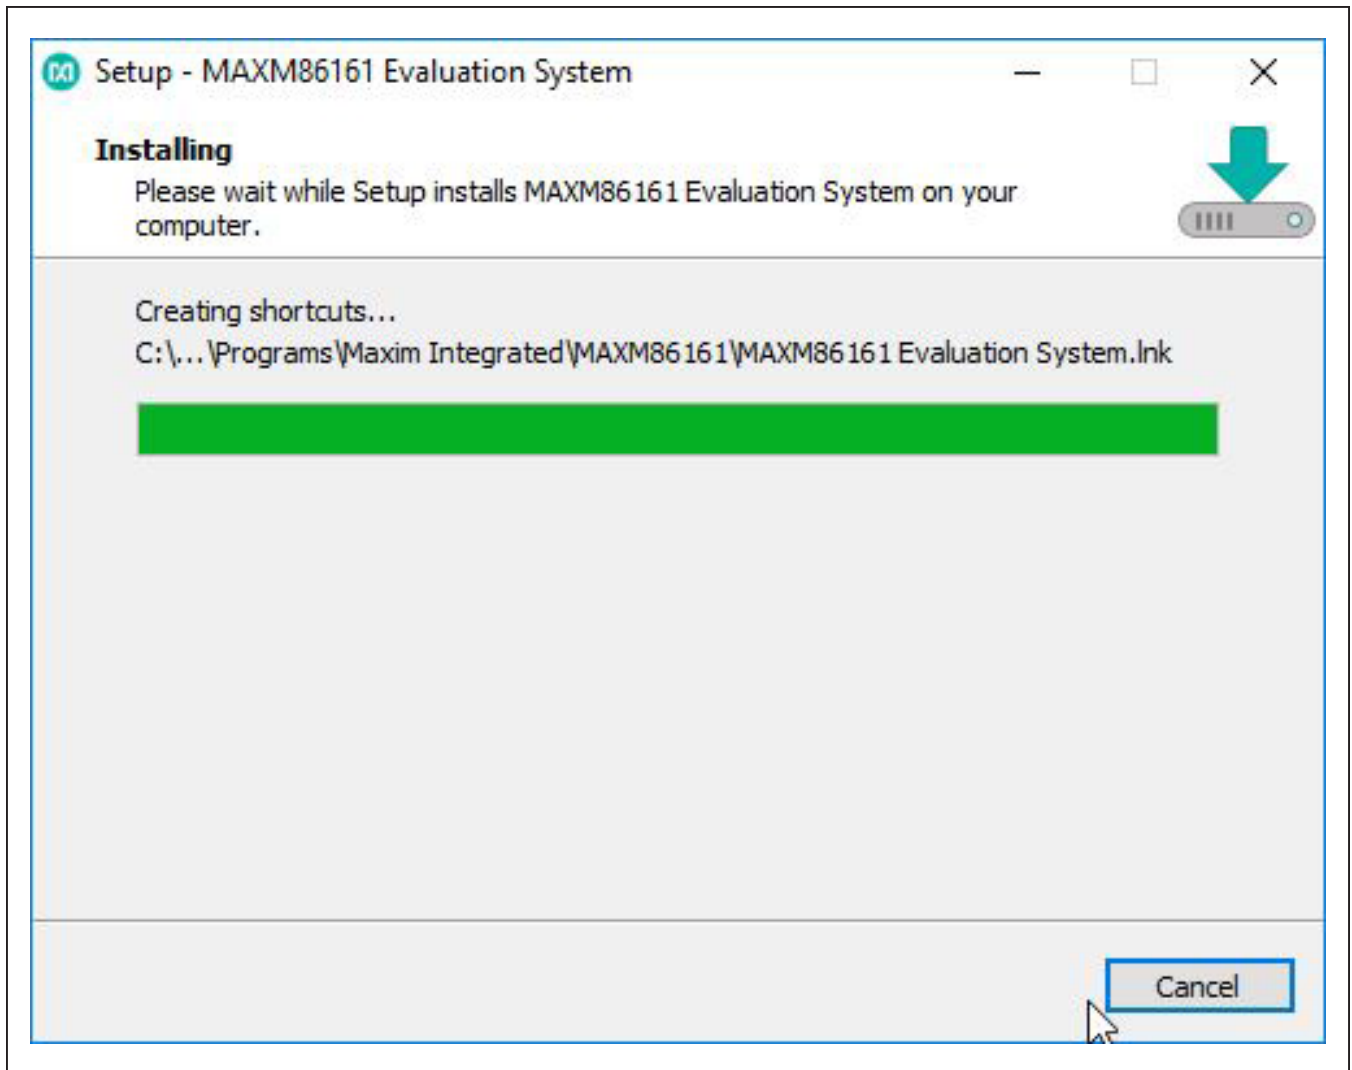 Setup - MAXM86161 Evaluation System
Installing
Please wait while Setup installs MAXM86161 Evaluation System on your
computer.
Creating shortcuts...
C:\...\Programs\Maxim Integrated\MAXM86161\MAXM86161 Evaluation System.lnk
Cancel